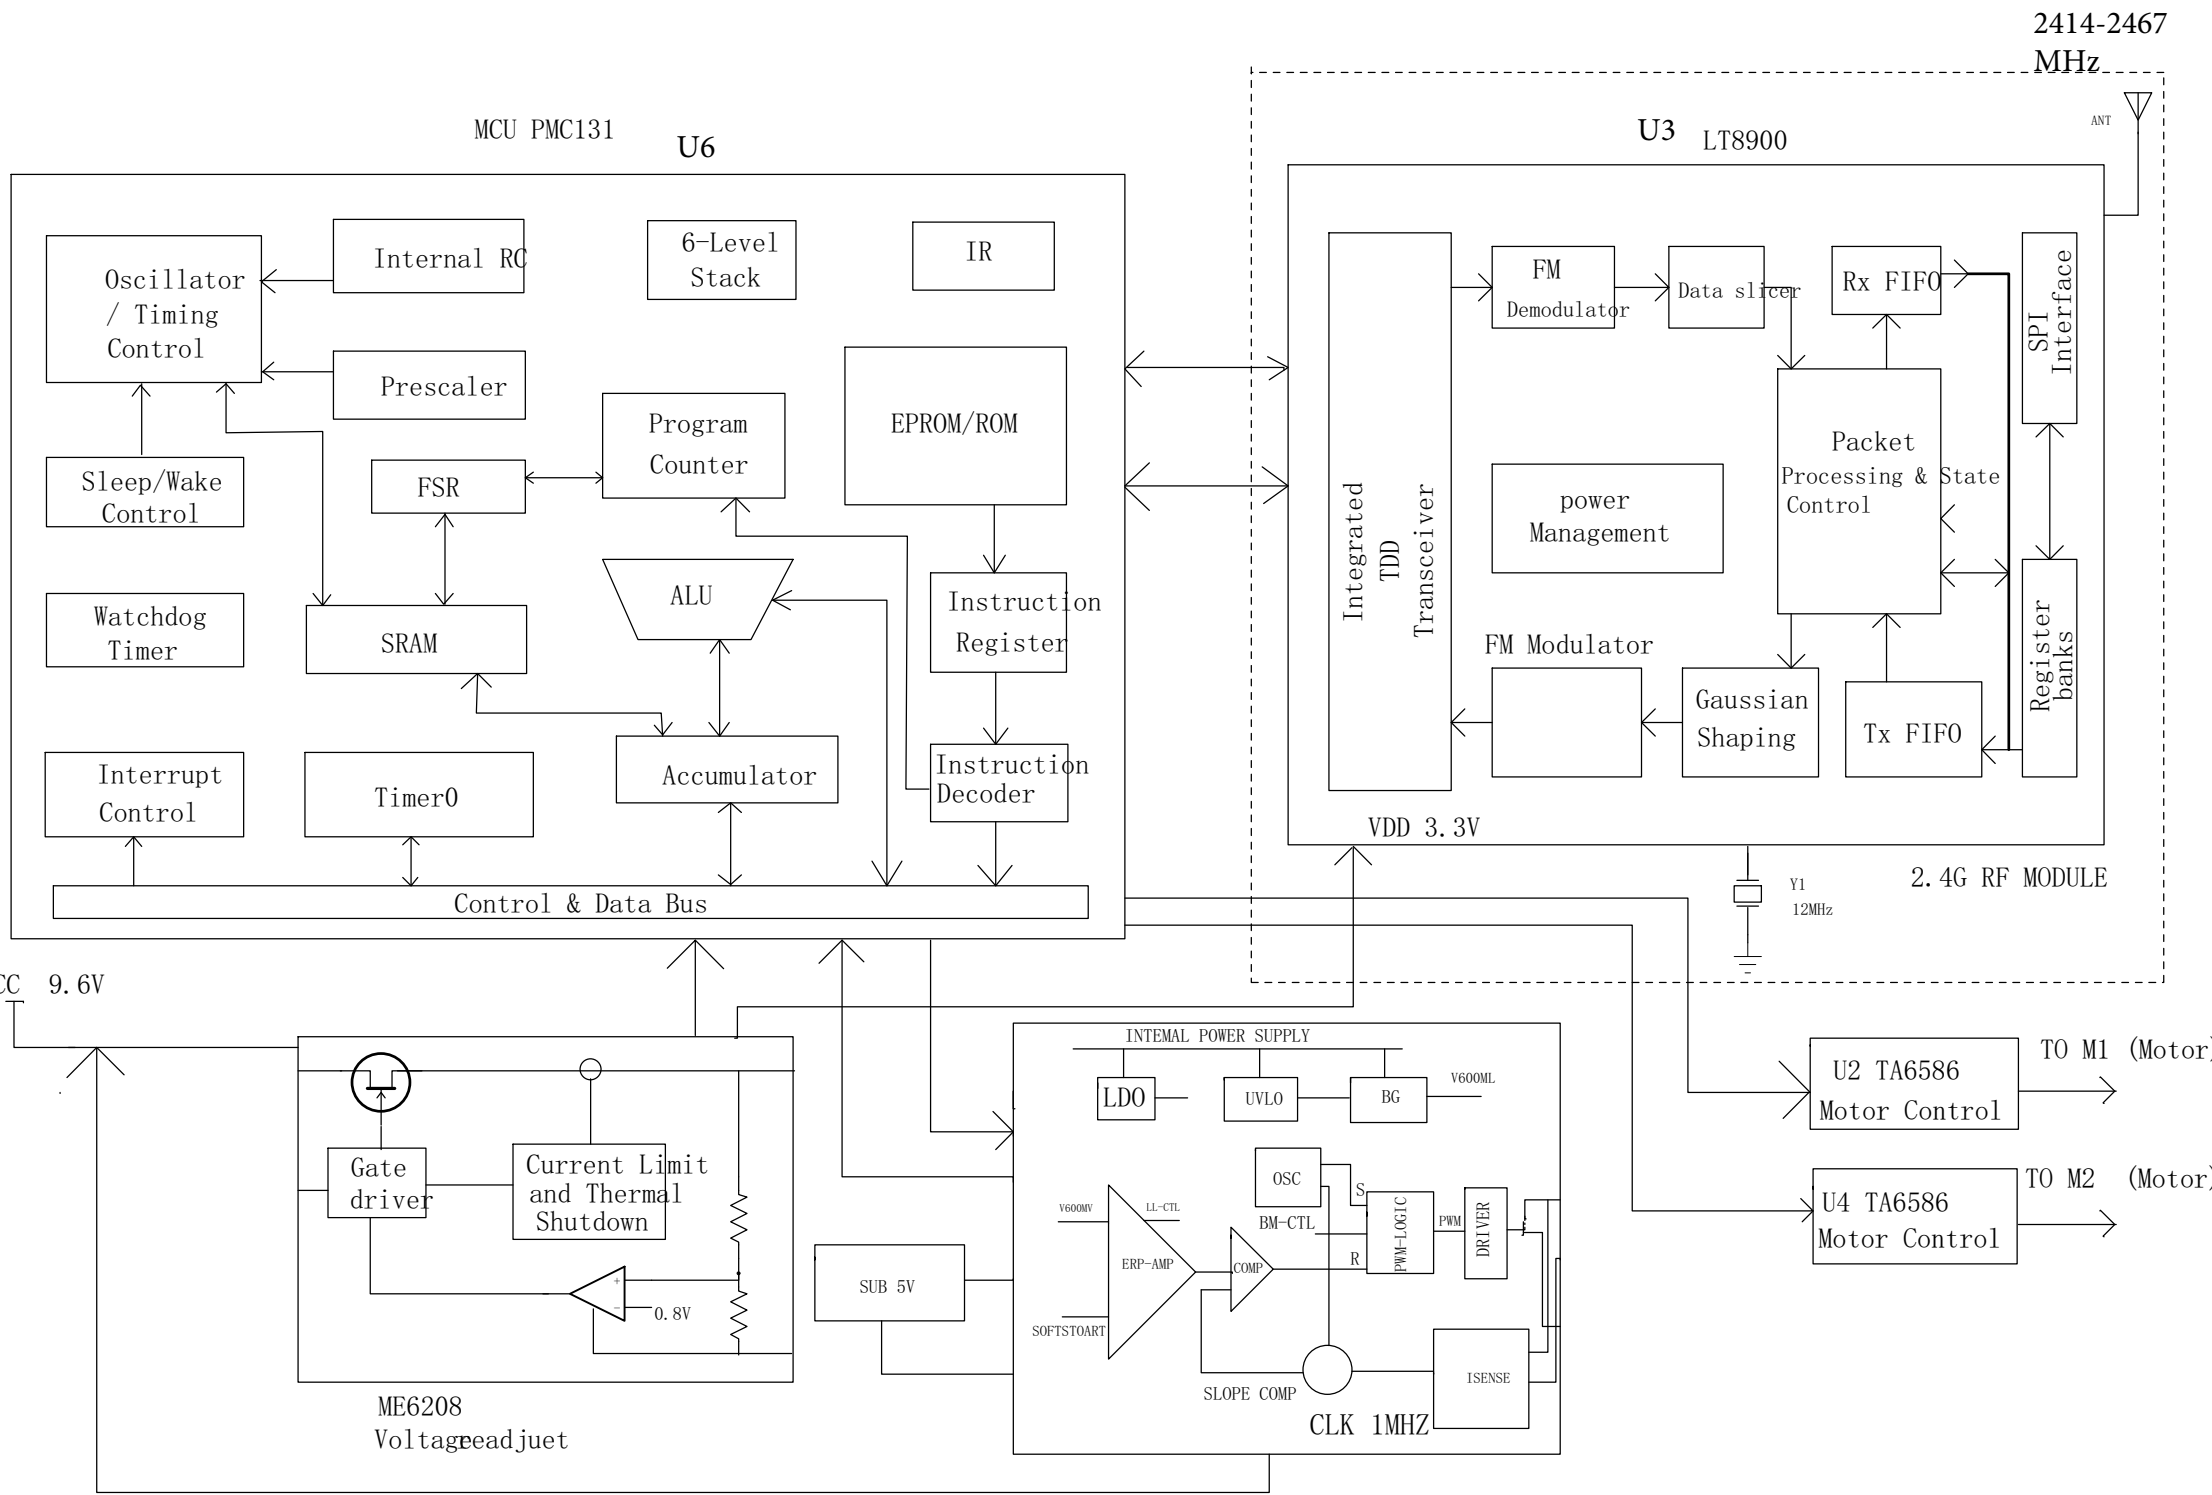 2414-2467
MHz
ANT
MCU PMC131
U6
U3 LT8900
Oscillator
/ Timing
Control
Internal RC
6-Level
Stack
IR
Prescaler
Sleep/Wake
Control
FSR
Program
Counter
EPROM/ROM
Watchdog
Timer
SRAM
ALU
Instruction
Register
Interrupt
Control
Timer0
Accumulator
Instruction
Decoder
Control & Data Bus
Integrated
TDD
Transceiver
FM
Demodulator
Data slicer
Rx FIFO
SPI
Interface
Packet
Processing & State
Control
power
Management
FM Modulator
Gaussian
Shaping
Tx FIFO
Register
banks
VDD 3.3V
2.4G RF MODULE
Y1
12MHz
CC 9.6V
Gate
driver
Current Limit
and Thermal
Shutdown
+
-
0.8V
ME6208
Voltagereadjuet
SUB 5V
INTEMAL POWER SUPPLY
LDO
UVLO
BG
V600ML
OSC
S
BM-CTL
R
PWM-LOGIC
PWM
DRIVER
V600MV
LL-CTL
ERP-AMP
COMP
SOFTSTOART
SLOPE COMP
ISENSE
CLK 1MHZ
U2 TA6586
Motor Control
TO M1 (Motor)
U4 TA6586
Motor Control
TO M2 (Motor)